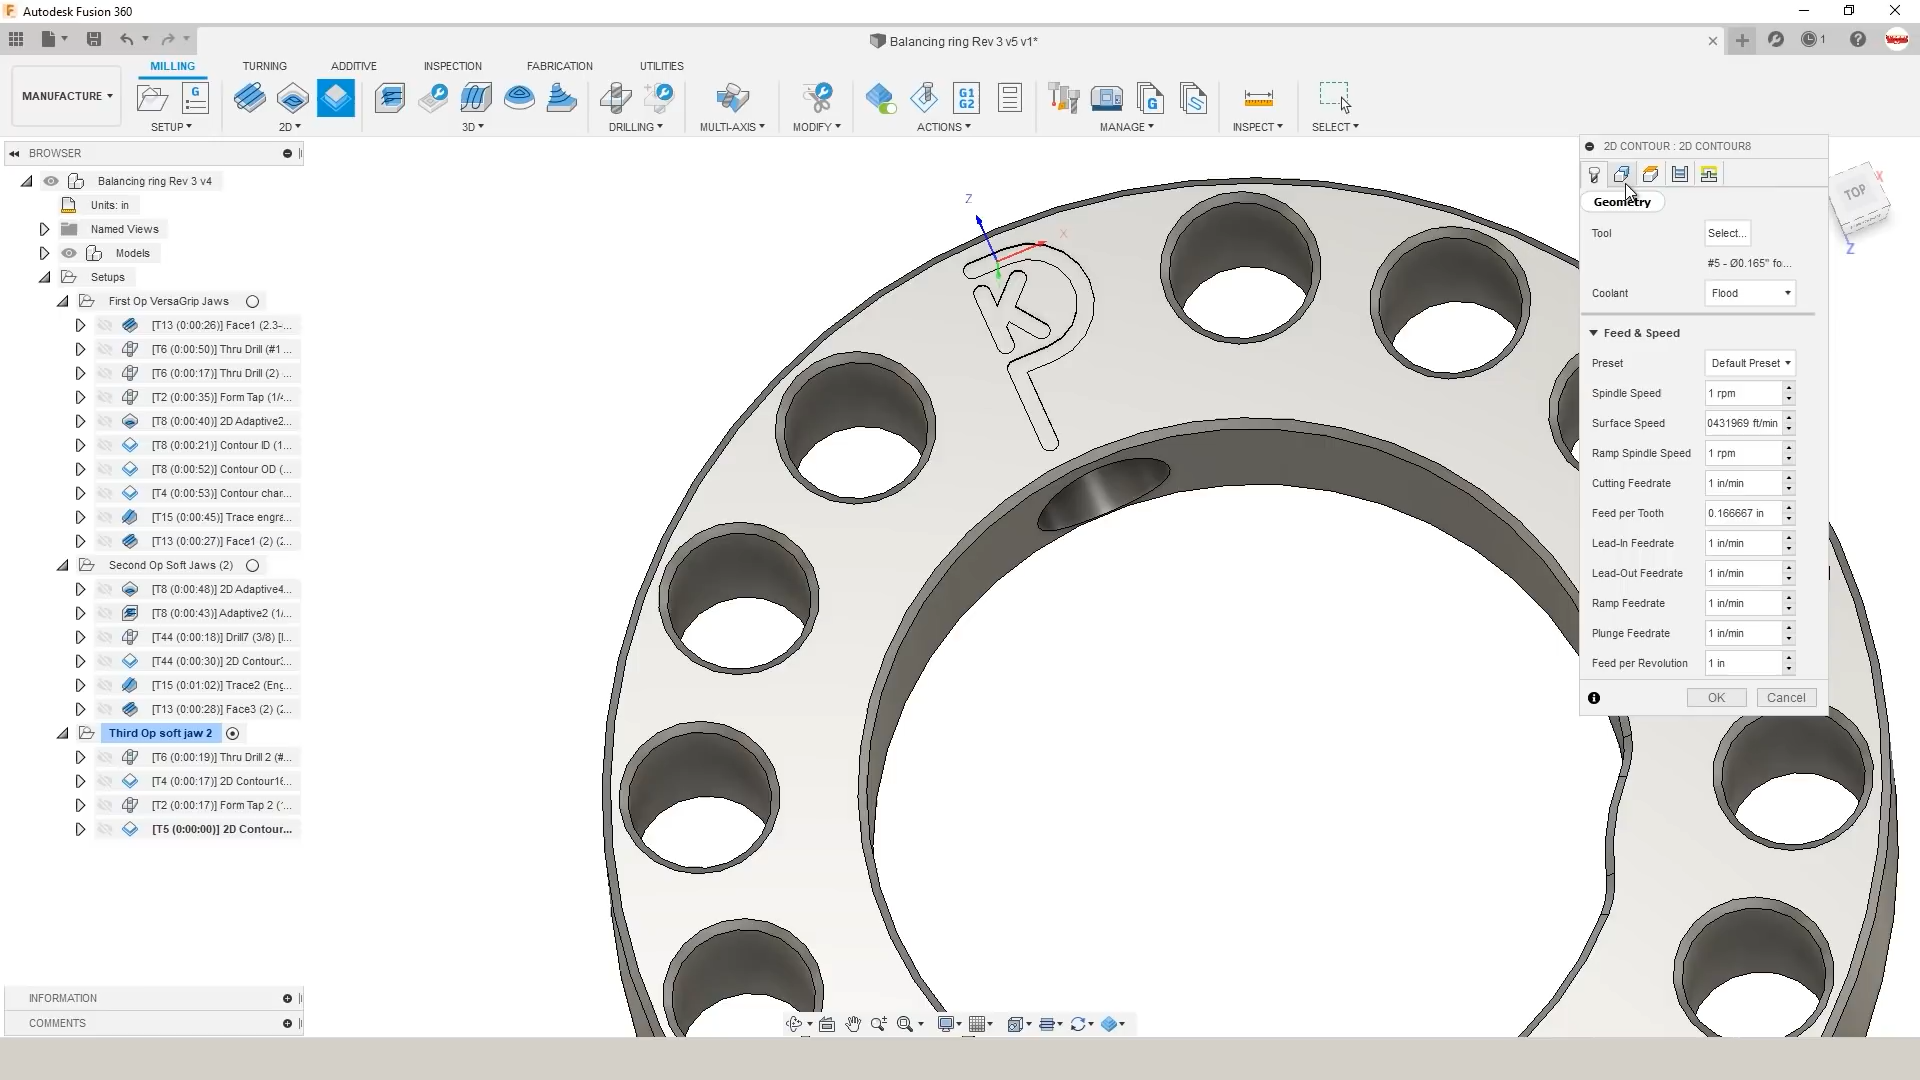 Autodesk Fusion 360
Balancing ring Rev 3 v5 v1*
1
MILLING TURNING ADDITIVE INSPECTION FABRICATION UTILITIES
MANUFACTURE
SETUP 2D 3D DRILLING MULTI-AXIS MODIFY ACTIONS MANAGE INSPECT SELECT
G
G1
G2
G
BROWSER
Balancing ring Rev 3 v4
Units: in
Named Views
Models
Setups
First Op VersaGrip Jaws
[T13 (0:00:26)] Face1 (2.3-...
[T6 (0:00:50)] Thru Drill (#1 ...
[T6 (0:00:17)] Thru Drill (2) ...
[T2 (0:00:35)] Form Tap (1/4...
[T8 (0:00:40)] 2D Adaptive2...
[T8 (0:00:21)] Contour ID (1...
[T8 (0:00:52)] Contour OD (...
[T4 (0:00:53)] Contour char...
[T15 (0:00:45)] Trace engra...
[T13 (0:00:27)] Face1 (2) (2...
Second Op Soft Jaws (2)
[T8 (0:00:48)] 2D Adaptive4...
[T8 (0:00:43)] Adaptive2 (1/...
[T44 (0:00:18)] Drill7 (3/8) [I...
[T44 (0:00:30)] 2D Contour:...
[T15 (0:01:02)] Trace2 (Eng...
[T13 (0:00:28)] Face3 (2) (2...
Third Op soft jaw 2
[T6 (0:00:19)] Thru Drill 2 (#...
[T4 (0:00:17)] 2D Contour16...
[T2 (0:00:17)] Form Tap 2 (...
[T5 (0:00:00)] 2D Contour...
INFORMATION
COMMENTS
Z
X
K
TOP
X
Z
2D CONTOUR : 2D CONTOUR8
Geometry
Tool Select...
#5 - Ø0.165" fo...
Coolant Flood
Feed & Speed
Preset Default Preset
Spindle Speed 1 rpm
Surface Speed 0431969 ft/min
Ramp Spindle Speed 1 rpm
Cutting Feedrate 1 in/min
Feed per Tooth 0.166667 in
Lead-In Feedrate 1 in/min
Lead-Out Feedrate 1 in/min
Ramp Feedrate 1 in/min
Plunge Feedrate 1 in/min
Feed per Revolution 1 in
OK Cancel